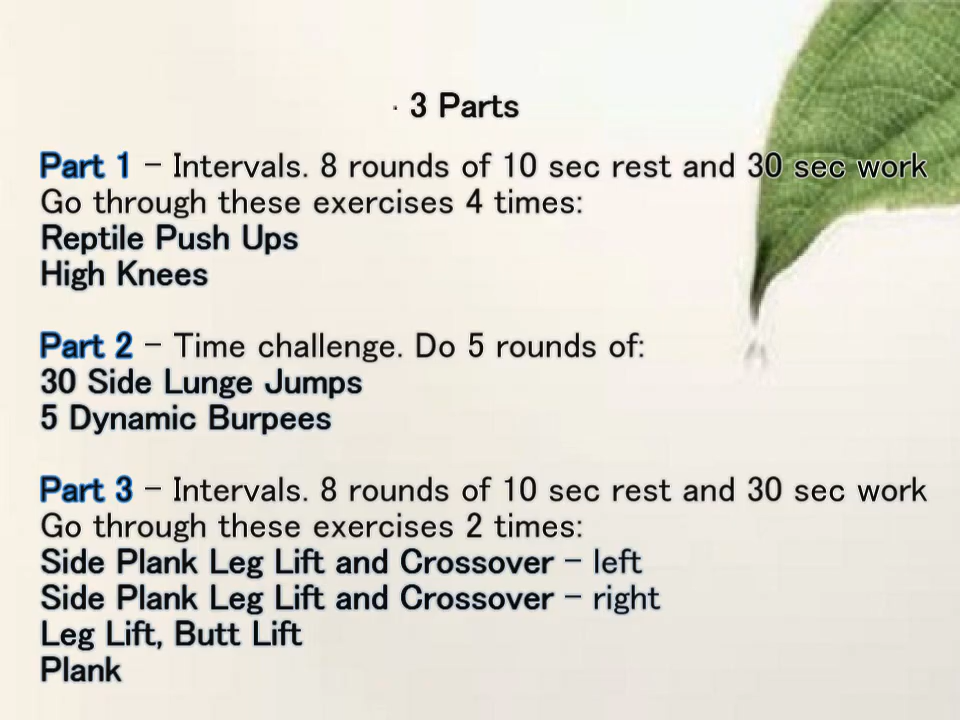 · 3 Parts
Part 1 – Intervals. 8 rounds of 10 sec rest and 30 sec work
Go through these exercises 4 times:
Reptile Push Ups
High Knees
Part 2 – Time challenge. Do 5 rounds of:
30 Side Lunge Jumps
5 Dynamic Burpees
Part 3 – Intervals. 8 rounds of 10 sec rest and 30 sec work
Go through these exercises 2 times:
Side Plank Leg Lift and Crossover – left
Side Plank Leg Lift and Crossover – right
Leg Lift, Butt Lift
Plank